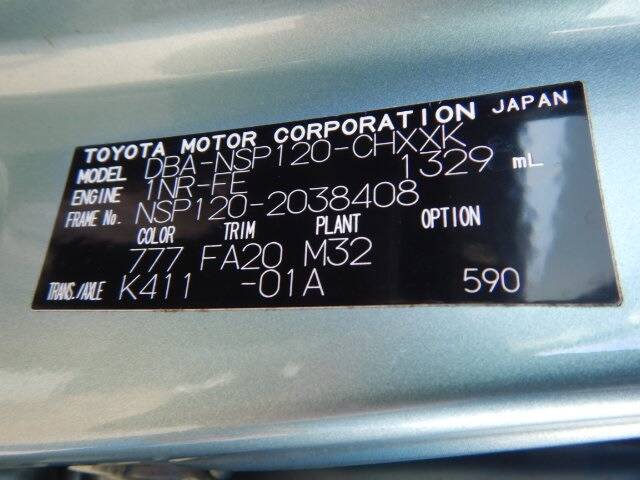 TOYOTA MOTOR CORPORATION JAPAN
MODEL DBA-NSP120-CHXXK
ENGINE 1NR-FE 1329 mL
FRAME No. NSP120-2038408
COLOR TRIM PLANT OPTION
777 FA20 M32
TRANS./AXLE K411 -01A 590